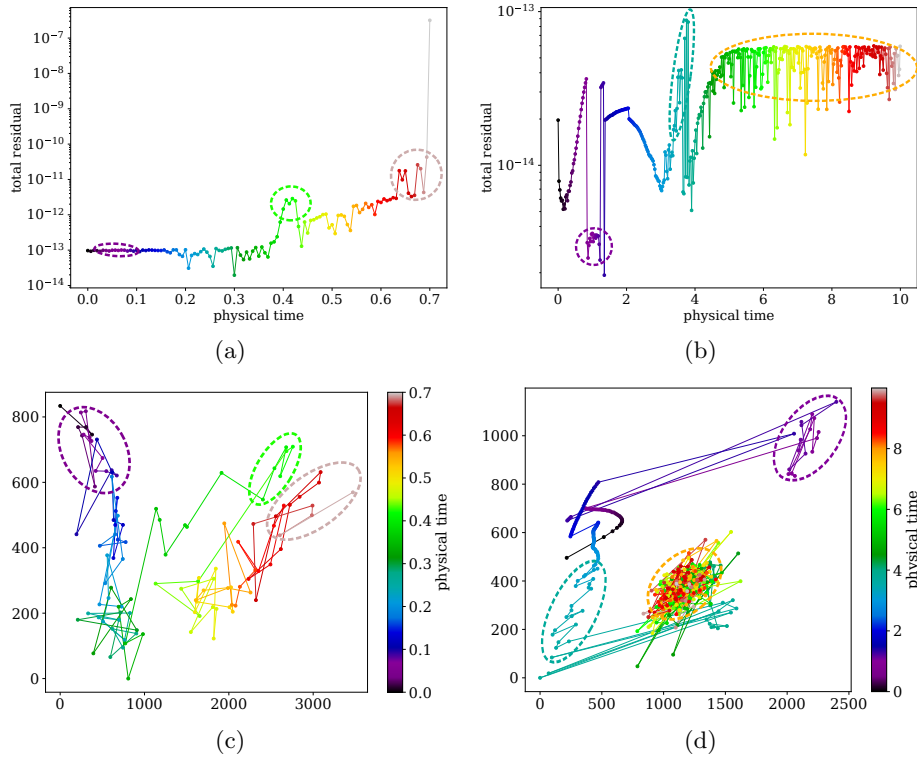 10⁻⁷
10⁻⁸
10⁻⁹
10⁻¹⁰
10⁻¹¹
10⁻¹²
10⁻¹³
10⁻¹⁴
total residual
0.0 0.1 0.2 0.3 0.4 0.5 0.6 0.7
physical time
(a)
10⁻¹³
10⁻¹⁴
total residual
0 2 4 6 8 10
physical time
(b)
800
600
400
200
0
0 1000 2000 3000
0.7
0.6
0.5
0.4
0.3
0.2
0.1
0.0
physical time
(c)
1000
800
600
400
200
0
0 500 1000 1500 2000 2500
8
6
4
2
0
physical time
(d)